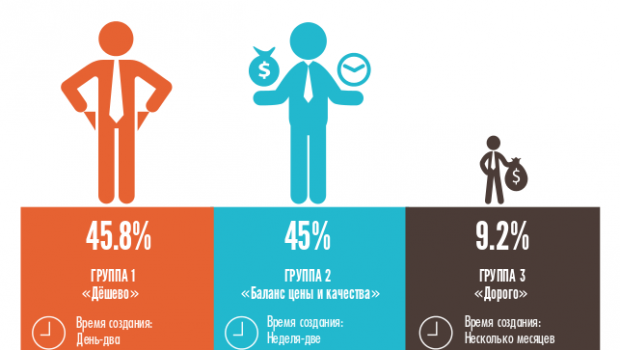 $
$
45.8%
45%
9.2%
ГРУППА 1
«Дёшево»
ГРУППА 2
«Баланс цены и качества»
ГРУППА 3
«Дорого»
Время создания:
День-два
Время создания:
Неделя-две
Время создания:
Несколько месяцев